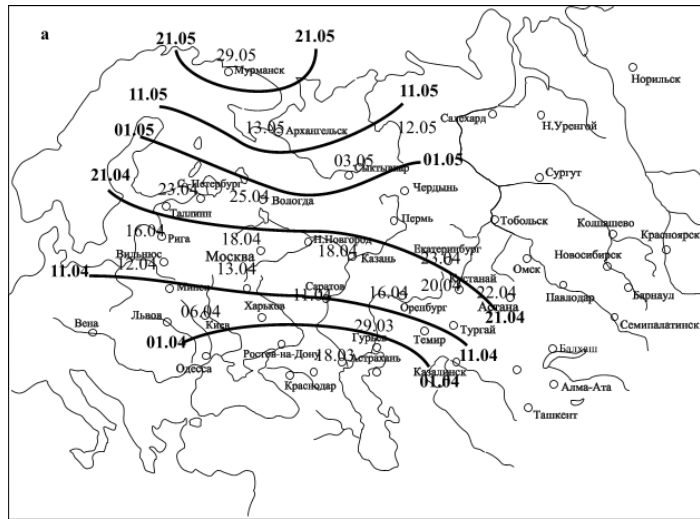 21.05
21.05
а
29.05
Мурманск
Норильск
11.05
11.05
Салехард
Н.Уренгой
13.05
Архангельск
12.05
01.05
03.05
Сыктывкар
01.05
21.04
Петербург
Чердынь
Сургут
23.04
25.04
Вологда
Таллинн
Пермь
Тобольск
16.04
Рига
18.04
Н.Новгород
Колпашево
Красноярск
Вильнюс
Москва
18.04
Казань
Екатеринбург
23.04
12.04
Новосибирск
11.04
13.04
Омск
Минск
Саратов
Кустанай
20.04
22.04
Павлодар
Барнаул
11.04
16.04
Оренбург
Астана
06.04
Харьков
21.04
Семипалатинск
Львов
Киев
29.03
Вена
Гурьев
Темир
Тургай
01.04
11.04
Балхаш
Одесса
Ростов-на-Дону
18.03
Астрахань
Казалинск
01.04
Краснодар
Алма-Ата
Ташкент